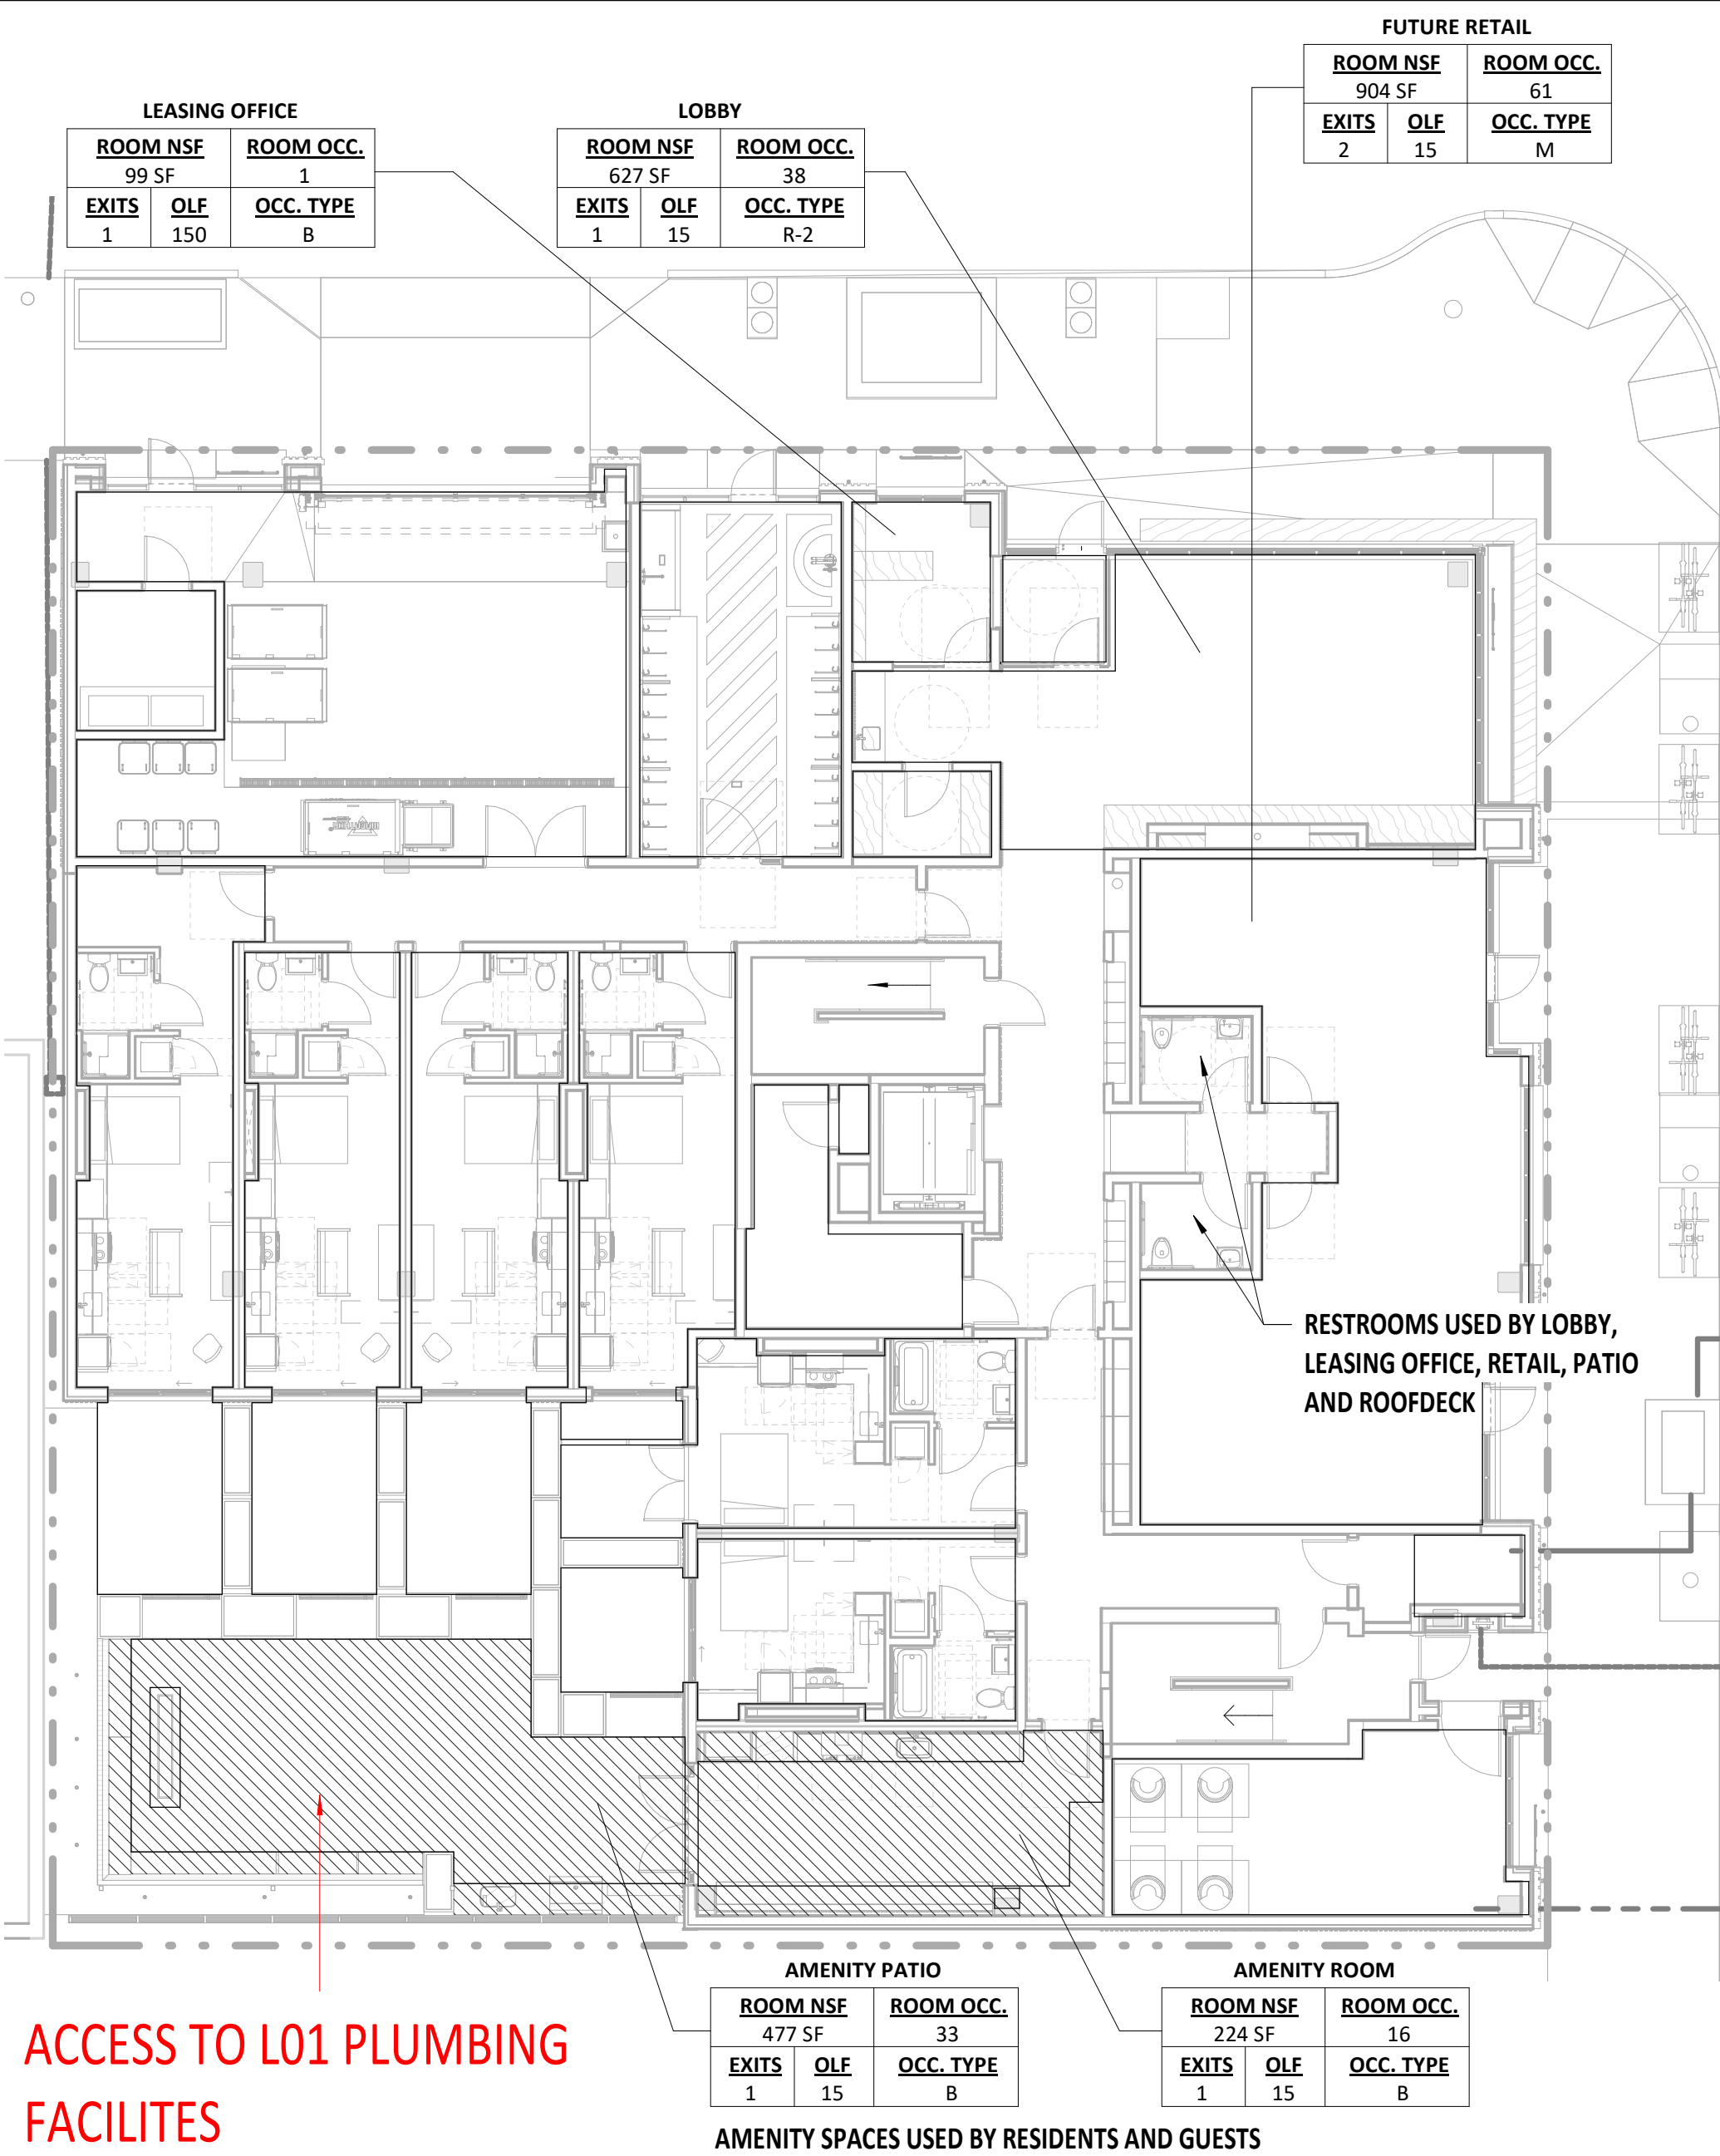 FUTURE RETAIL
ROOM NSF ROOM OCC.
904 SF 61
EXITS OLF OCC. TYPE
2 15 M
LEASING OFFICE
ROOM NSF ROOM OCC.
99 SF 1
EXITS OLF OCC. TYPE
1 150 B
LOBBY
ROOM NSF ROOM OCC.
627 SF 38
EXITS OLF OCC. TYPE
1 15 R-2
RESTROOMS USED BY LOBBY,
LEASING OFFICE, RETAIL, PATIO
AND ROOFDECK
AMENITY PATIO
ROOM NSF ROOM OCC.
477 SF 33
EXITS OLF OCC. TYPE
1 15 B
AMENITY ROOM
ROOM NSF ROOM OCC.
224 SF 16
EXITS OLF OCC. TYPE
1 15 B
ACCESS TO L01 PLUMBING
FACILITES
AMENITY SPACES USED BY RESIDENTS AND GUESTS